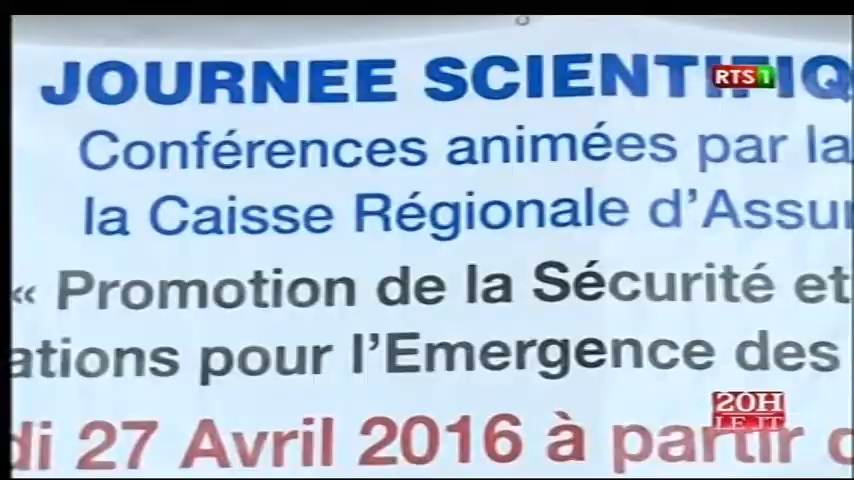 JOURNEE SCIENTIFIQ
RTS1
Conférences animées par la
la Caisse Régionale d'Assur
« Promotion de la Sécurité et
ations pour l'Emergence des
di 27 Avril 2016 à partir d
20H
LE JT